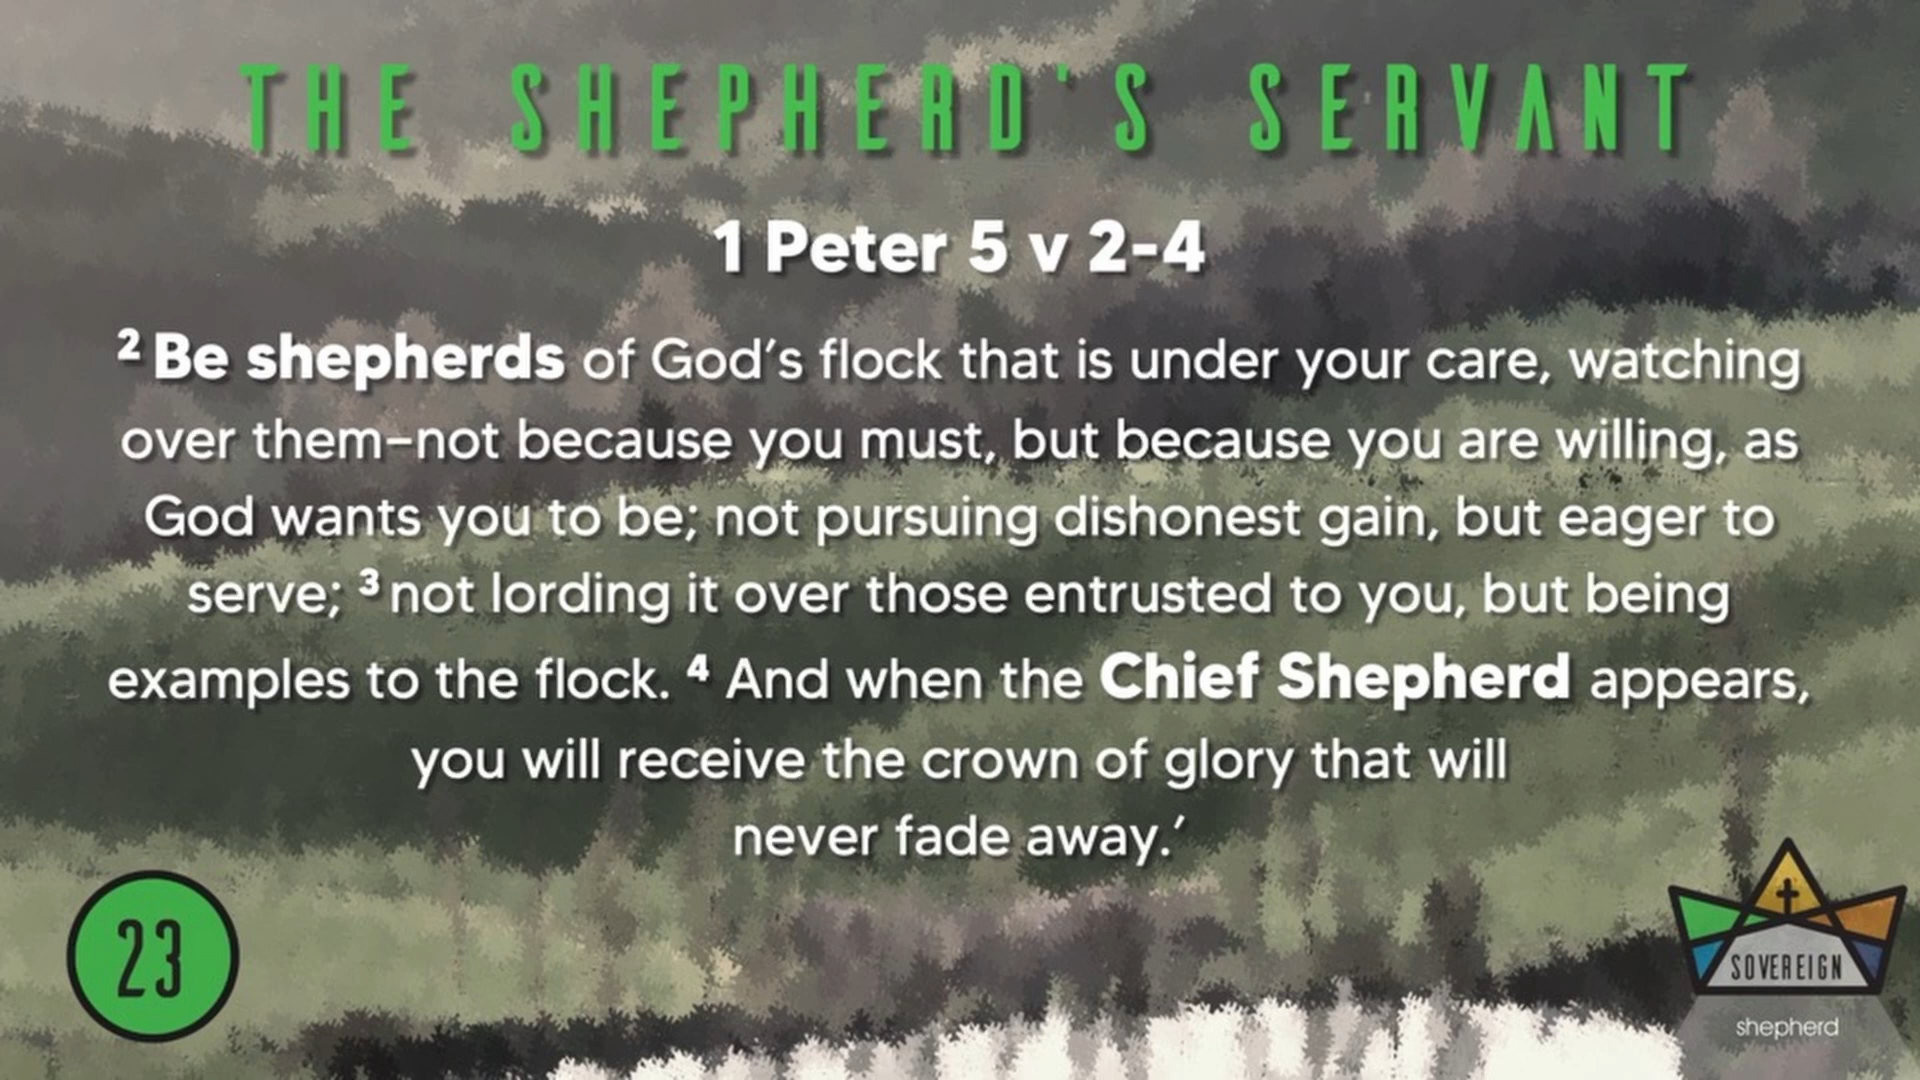 THE SHEPHERD'S SERVANT
1 Peter 5 v 2-4
² Be shepherds of God's flock that is under your care, watching
over them–not because you must, but because you are willing, as
God wants you to be; not pursuing dishonest gain, but eager to
serve; ³ not lording it over those entrusted to you, but being
examples to the flock. ⁴ And when the Chief Shepherd appears,
you will receive the crown of glory that will
never fade away.’
23
SOVEREIGN
shepherd